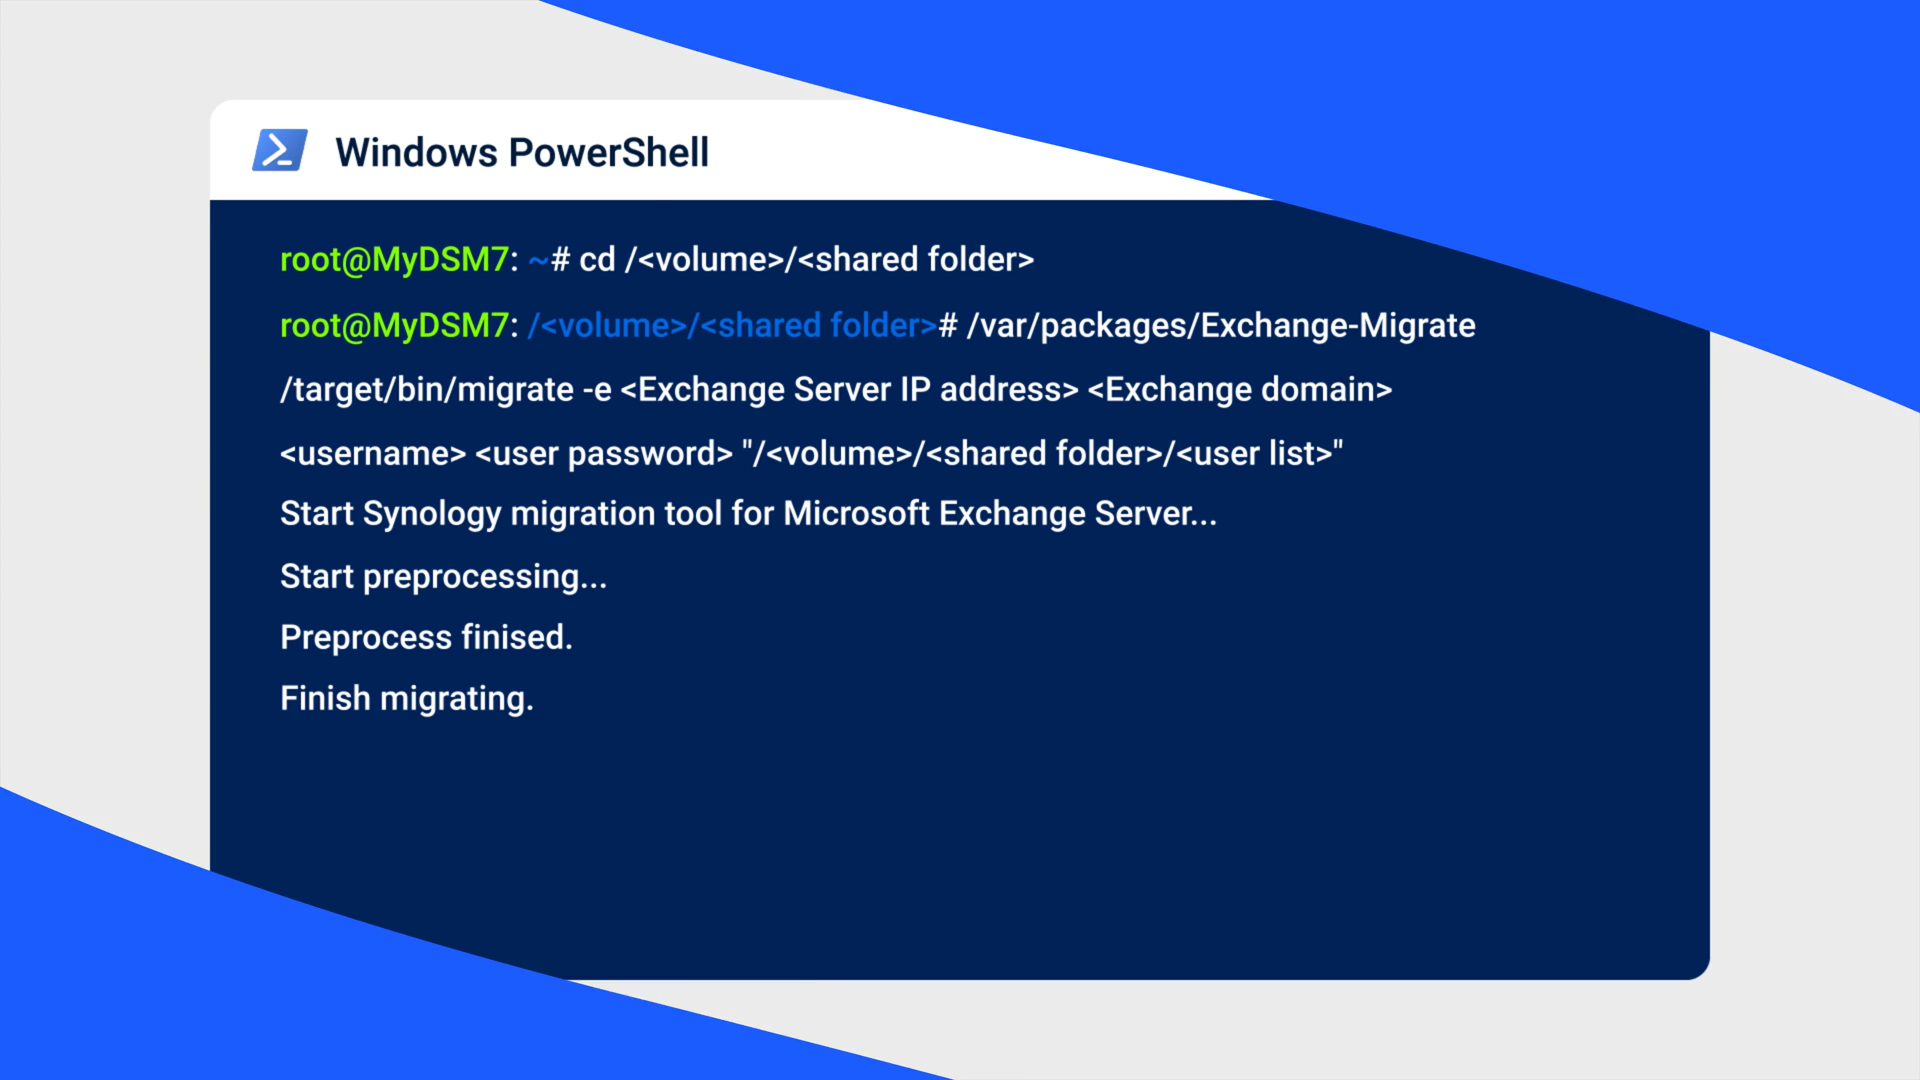 Windows PowerShell
root@MyDSM7: ~# cd /<volume>/<shared folder>
root@MyDSM7: /<volume>/<shared folder># /var/packages/Exchange-Migrate
/target/bin/migrate -e <Exchange Server IP address> <Exchange domain>
<username> <user password> "/<volume>/<shared folder>/<user list>"
Start Synology migration tool for Microsoft Exchange Server...
Start preprocessing...
Preprocess finised.
Finish migrating.